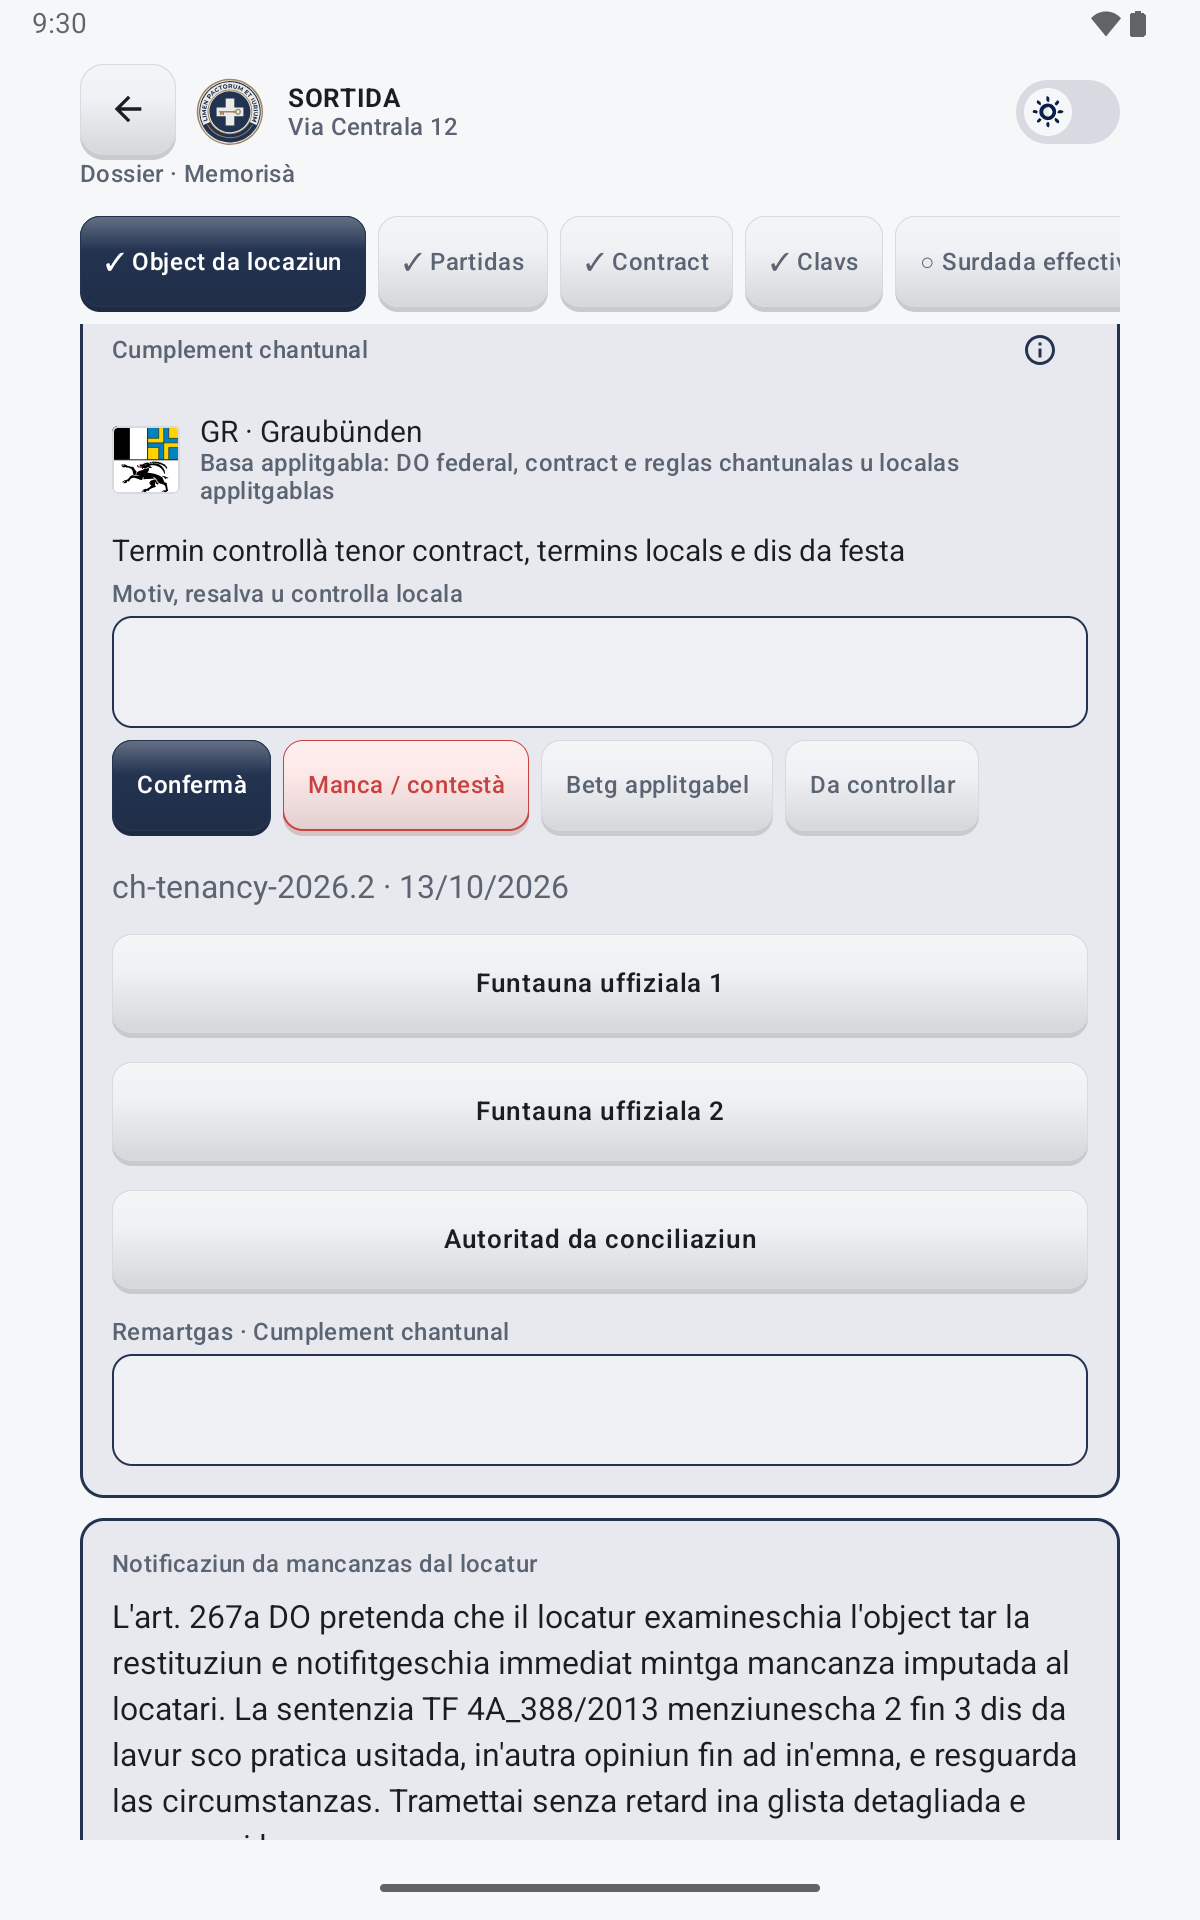 9:30
SORTIDA
Via Centrala 12
Dossier · Memorisà
✓ Object da locaziun
✓ Partidas
✓ Contract
✓ Clavs
○ Surdada effectiv
Cumplement chantunal
GR · Graubünden
Basa applitgabla: DO federal, contract e reglas chantunalas u localas
applitgablas
Termin controllà tenor contract, termins locals e dis da festa
Motiv, resalva u controlla locala
Confermà
Manca / contestà
Betg applitgabel
Da controllar
ch-tenancy-2026.2 · 13/10/2026
Funtauna uffiziala 1
Funtauna uffiziala 2
Autoritad da conciliaziun
Remartgas · Cumplement chantunal
Notificaziun da mancanzas dal locatur
L'art. 267a DO pretenda che il locatur examineschia l'object tar la
restituziun e notifitgeschia immediat mintga mancanza imputada al
locatari. La sentenzia TF 4A_388/2013 menziunescha 2 fin 3 dis da
lavur sco pratica usitada, in'autra opiniun fin ad in'emna, e resguarda
las circumstanzas. Tramettai senza retard ina glista detagliada e